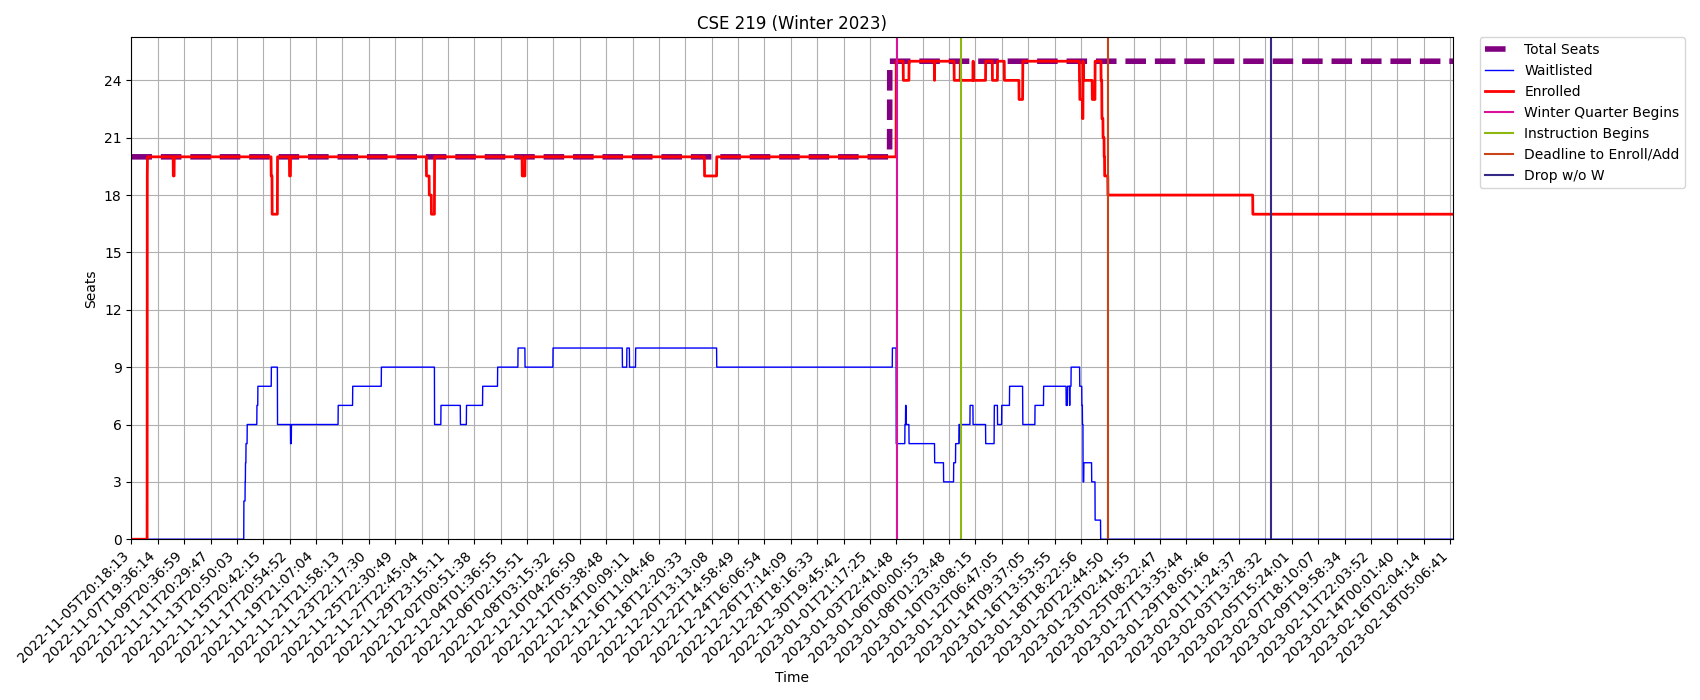 CSE 219 (Winter 2023)
Total Seats
Waitlisted
Enrolled
Winter Quarter Begins
Instruction Begins
Deadline to Enroll/Add
Drop w/o W
Seats
24
21
18
15
12
9
6
3
0
2022-11-05T20:18:13
2022-11-07T19:36:14
2022-11-09T20:36:59
2022-11-11T20:29:47
2022-11-13T20:50:03
2022-11-15T20:42:15
2022-11-17T20:54:52
2022-11-19T21:07:04
2022-11-21T21:58:13
2022-11-23T22:17:30
2022-11-25T22:30:49
2022-11-27T22:45:04
2022-11-29T23:15:11
2022-12-02T00:51:38
2022-12-04T01:36:55
2022-12-06T02:15:51
2022-12-08T03:15:32
2022-12-10T04:26:50
2022-12-12T05:38:48
2022-12-14T10:09:11
2022-12-16T11:04:46
2022-12-18T12:20:33
2022-12-20T13:13:08
2022-12-22T14:58:49
2022-12-24T16:06:54
2022-12-26T17:14:09
2022-12-28T18:16:33
2022-12-30T19:45:42
2023-01-01T21:17:25
2023-01-03T22:41:48
2023-01-06T00:00:55
2023-01-08T01:23:48
2023-01-10T03:08:15
2023-01-12T06:47:05
2023-01-14T09:37:05
2023-01-16T13:53:55
2023-01-18T18:22:56
2023-01-20T22:44:50
2023-01-23T02:41:55
2023-01-25T08:22:47
2023-01-27T13:35:44
2023-01-29T18:05:46
2023-02-01T11:24:37
2023-02-03T13:28:32
2023-02-05T15:24:01
2023-02-07T18:10:07
2023-02-09T19:58:34
2023-02-11T22:03:52
2023-02-14T00:01:40
2023-02-16T02:04:14
2023-02-18T05:06:41
Time